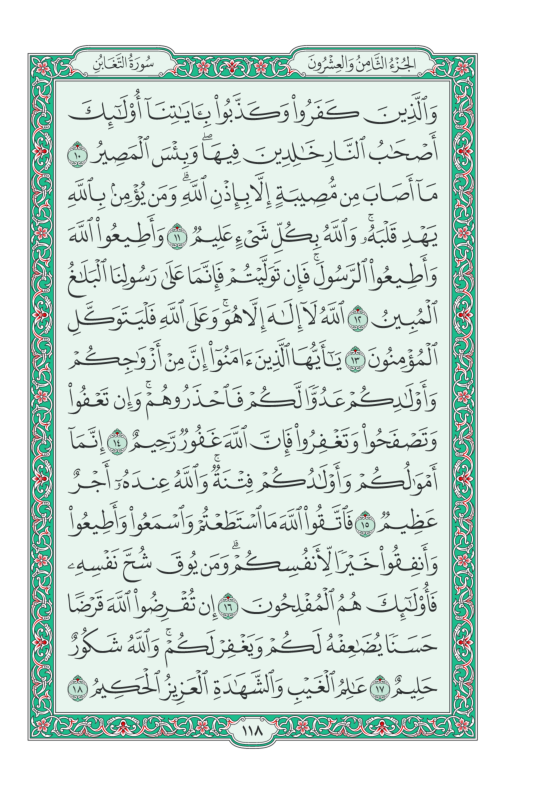 الجُزْءُ الثَّامِنُ وَالعِشْرُونَ
سُورَةُ التَّغَابُنِ
وَٱلَّذِينَ كَفَرُواْ وَكَذَّبُواْ بِـَٔايَٰتِنَآ أُوْلَٰٓئِكَ
أَصْحَٰبُ ٱلنَّارِ خَٰلِدِينَ فِيهَاۖ وَبِئْسَ ٱلْمَصِيرُ ١٠
مَآ أَصَابَ مِن مُّصِيبَةٍ إِلَّا بِإِذْنِ ٱللَّهِۗ وَمَن يُؤْمِنۢ بِٱللَّهِ
يَهْدِ قَلْبَهُۥۚ وَٱللَّهُ بِكُلِّ شَىْءٍ عَلِيمٌ ١١ وَأَطِيعُواْ ٱللَّهَ
وَأَطِيعُواْ ٱلرَّسُولَۚ فَإِن تَوَلَّيْتُمْ فَإِنَّمَا عَلَىٰ رَسُولِنَا ٱلْبَلَٰغُ
ٱلْمُبِينُ ١٢ ٱللَّهُ لَآ إِلَٰهَ إِلَّا هُوَۚ وَعَلَى ٱللَّهِ فَلْيَتَوَكَّلِ
ٱلْمُؤْمِنُونَ ١٣ يَٰٓأَيُّهَا ٱلَّذِينَ ءَامَنُوٓاْ إِنَّ مِنْ أَزْوَٰجِكُمْ
وَأَوْلَٰدِكُمْ عَدُوًّا لَّكُمْ فَٱحْذَرُوهُمْۚ وَإِن تَعْفُواْ
وَتَصْفَحُواْ وَتَغْفِرُواْ فَإِنَّ ٱللَّهَ غَفُورٌ رَّحِيمٌ ١٤ إِنَّمَآ
أَمْوَٰلُكُمْ وَأَوْلَٰدُكُمْ فِتْنَةٌۚ وَٱللَّهُ عِندَهُۥٓ أَجْرٌ
عَظِيمٌ ١٥ فَٱتَّقُواْ ٱللَّهَ مَا ٱسْتَطَعْتُمْ وَٱسْمَعُواْ وَأَطِيعُواْ
وَأَنفِقُواْ خَيْرًا لِّأَنفُسِكُمْۗ وَمَن يُوقَ شُحَّ نَفْسِهِۦ
فَأُوْلَٰٓئِكَ هُمُ ٱلْمُفْلِحُونَ ١٦ إِن تُقْرِضُواْ ٱللَّهَ قَرْضًا
حَسَنًا يُضَٰعِفْهُ لَكُمْ وَيَغْفِرْ لَكُمْۚ وَٱللَّهُ شَكُورٌ
حَلِيمٌ ١٧ عَٰلِمُ ٱلْغَيْبِ وَٱلشَّهَٰدَةِ ٱلْعَزِيزُ ٱلْحَكِيمُ ١٨
١١٨